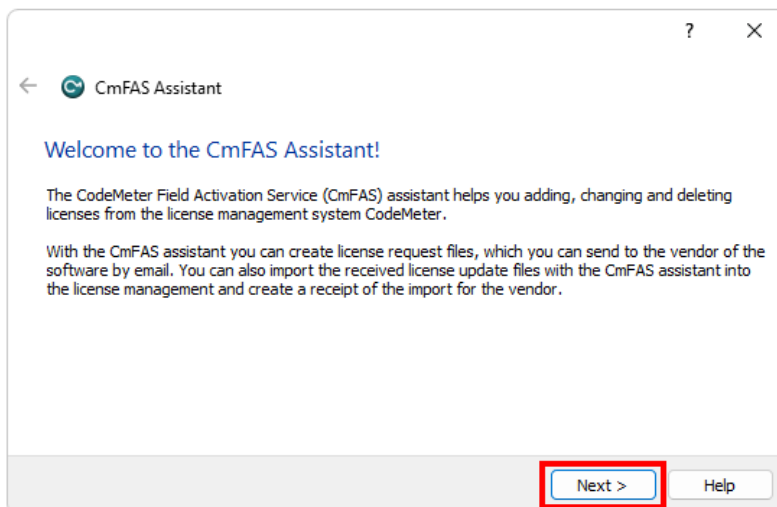 ?
CmFAS Assistant
Welcome to the CmFAS Assistant!
The CodeMeter Field Activation Service (CmFAS) assistant helps you adding, changing and deleting
licenses from the license management system CodeMeter.
With the CmFAS assistant you can create license request files, which you can send to the vendor of the
software by email. You can also import the received license update files with the CmFAS assistant into
the license management and create a receipt of the import for the vendor.
Next >
Help